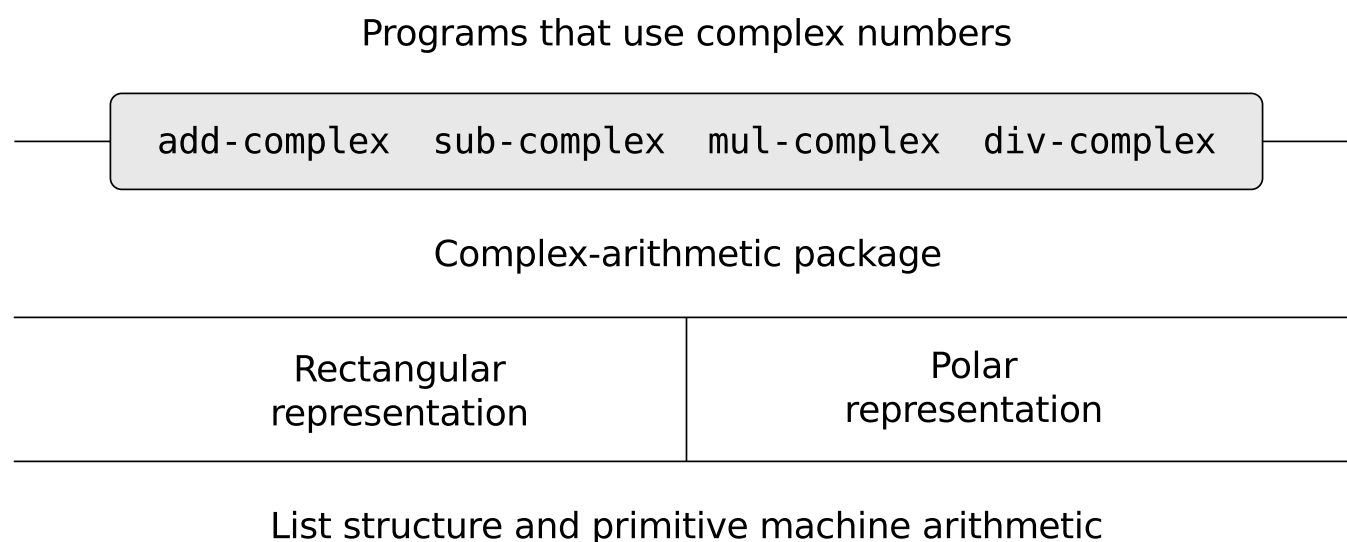 Programs that use complex numbers
add-complex sub-complex mul-complex div-complex
Complex-arithmetic package
Rectangular
representation
Polar
representation
List structure and primitive machine arithmetic